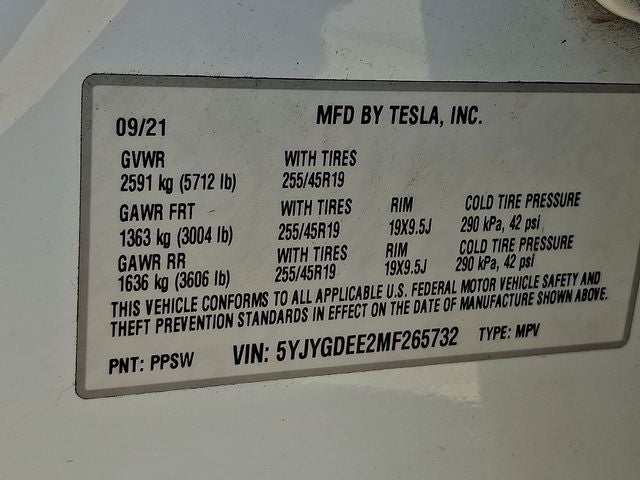 09/21 MFD BY TESLA, INC.
GVWR WITH TIRES
2591 kg (5712 lb) 255/45R19
GAWR FRT WITH TIRES RIM COLD TIRE PRESSURE
1363 kg (3004 lb) 255/45R19 19X9.5J 290 kPa, 42 psi
GAWR RR WITH TIRES RIM COLD TIRE PRESSURE
1636 kg (3606 lb) 255/45R19 19X9.5J 290 kPa, 42 psi
THIS VEHICLE CONFORMS TO ALL APPLICABLE U.S. FEDERAL MOTOR VEHICLE SAFETY AND
THEFT PREVENTION STANDARDS IN EFFECT ON THE DATE OF MANUFACTURE SHOWN ABOVE.
PNT: PPSW VIN: 5YJYGDEE2MF265732 TYPE: MPV